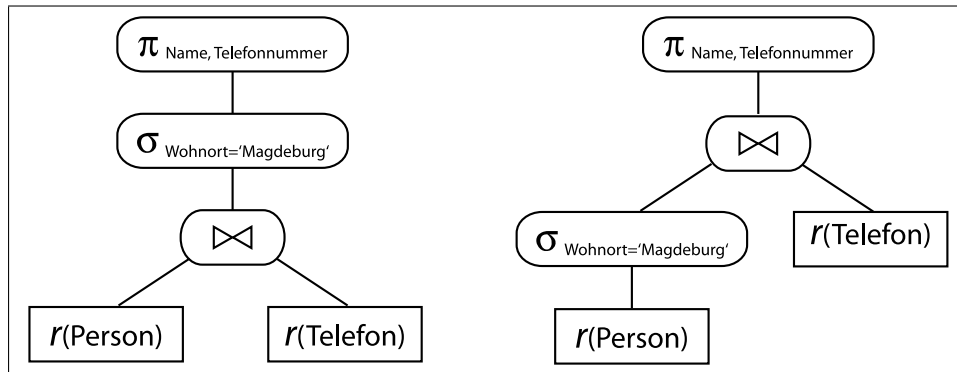 π Name, Telefonnummer
σ Wohnort=‘Magdeburg‘
⋈
r(Person)
r(Telefon)
π Name, Telefonnummer
⋈
σ Wohnort=‘Magdeburg‘
r(Telefon)
r(Person)